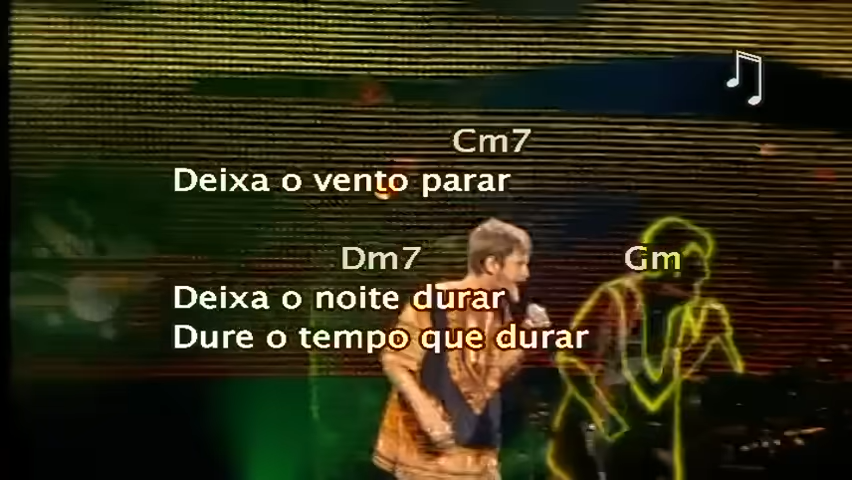 Cm7
Deixa o vento parar
Dm7 Gm
Deixa o noite durar
Dure o tempo que durar